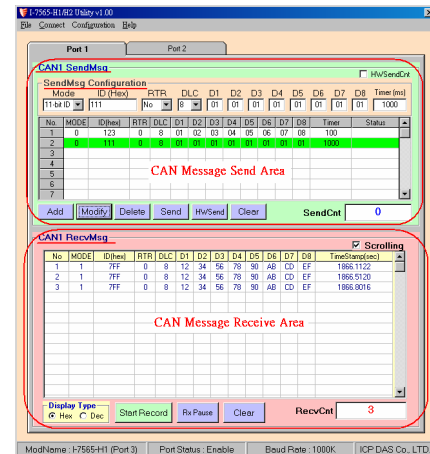 I-7565-H1/H2 Utility v1.00
File Connect Configuration Help
Port 1 Port 2
CAN1 SendMsg
HWSendCnt
SendMsg Configuration
Mode ID (Hex) RTR DLC D1 D2 D3 D4 D5 D6 D7 D8 Timer (ms)
11-bit ID 111 No 8 01 01 01 01 01 01 01 01 1000
No. MODE ID(hex) RTR DLC D1 D2 D3 D4 D5 D6 D7 D8 Timer Status
1 0 123 0 8 01 02 03 04 05 06 07 08 100
2 0 111 0 8 01 01 01 01 01 01 01 01 1000
3
4
5
6
7
CAN Message Send Area
Add Modify Delete Send HWSend Clear SendCnt 0
CAN1 RecvMsg
Scrolling
No MODE ID(hex) RTR DLC D1 D2 D3 D4 D5 D6 D7 D8 TimeStamp(sec)
1 1 7FF 0 8 12 34 56 78 90 AB CD EF 1866.1122
2 1 7FF 0 8 12 34 56 78 90 AB CD EF 1866.5120
3 1 7FF 0 8 12 34 56 78 90 AB CD EF 1866.8016
CAN Message Receive Area
Display Type
Hex Dec Start Record Rx Pause Clear RecvCnt 3
ModName : I-7565-H1 (Port 3) Port Status : Enable Baud Rate : 1000K ICP DAS Co., LTD